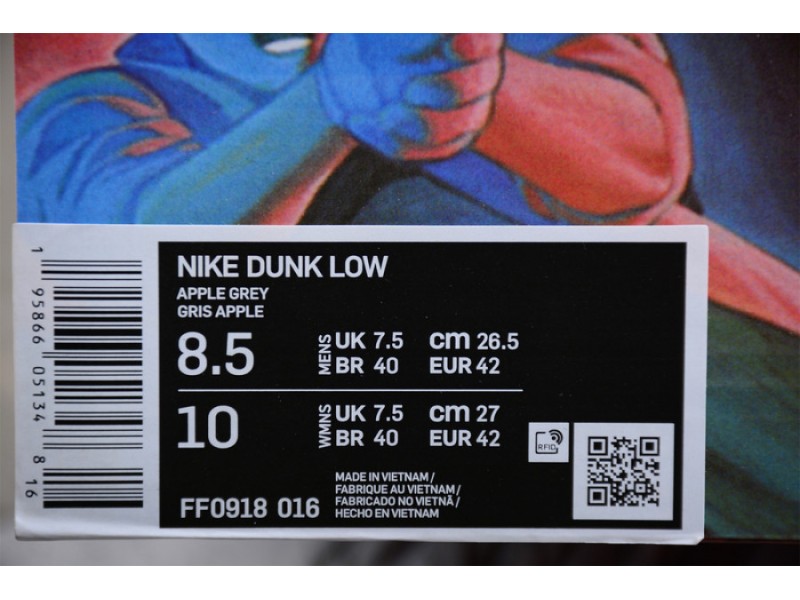 NIKE DUNK LOW
APPLE GREY
GRIS APPLE
8.5 MENS UK 7.5 cm 26.5
BR 40 EUR 42
10 WMNS UK 7.5 cm 27
BR 40 EUR 42
RFID
FF0918 016
MADE IN VIETNAM /
FABRIQUE AU VIETNAM /
FABRICADO NO VIETNÃ /
HECHO EN VIETNAM
1 95866 05134 8 16